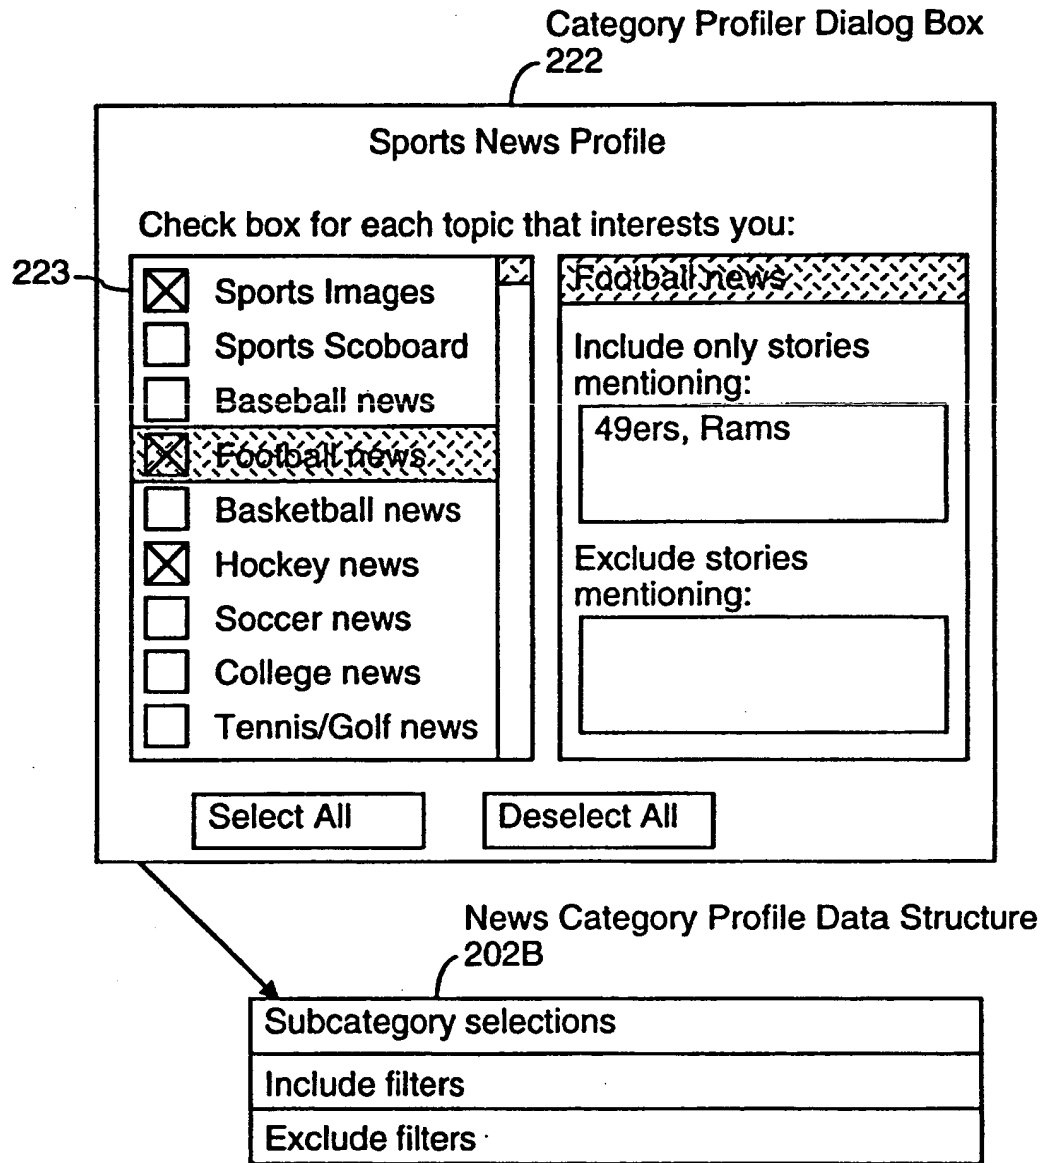 Category Profiler Dialog Box
222
Sports News Profile
Check box for each topic that interests you:
223
Sports Images
Sports Scoboard
Baseball news
Football news
Basketball news
Hockey news
Soccer news
College news
Tennis/Golf news
Football news
Include only stories
mentioning:
49ers, Rams
Exclude stories
mentioning:
Select All
Deselect All
News Category Profile Data Structure
202B
Subcategory selections
Include filters
Exclude filters